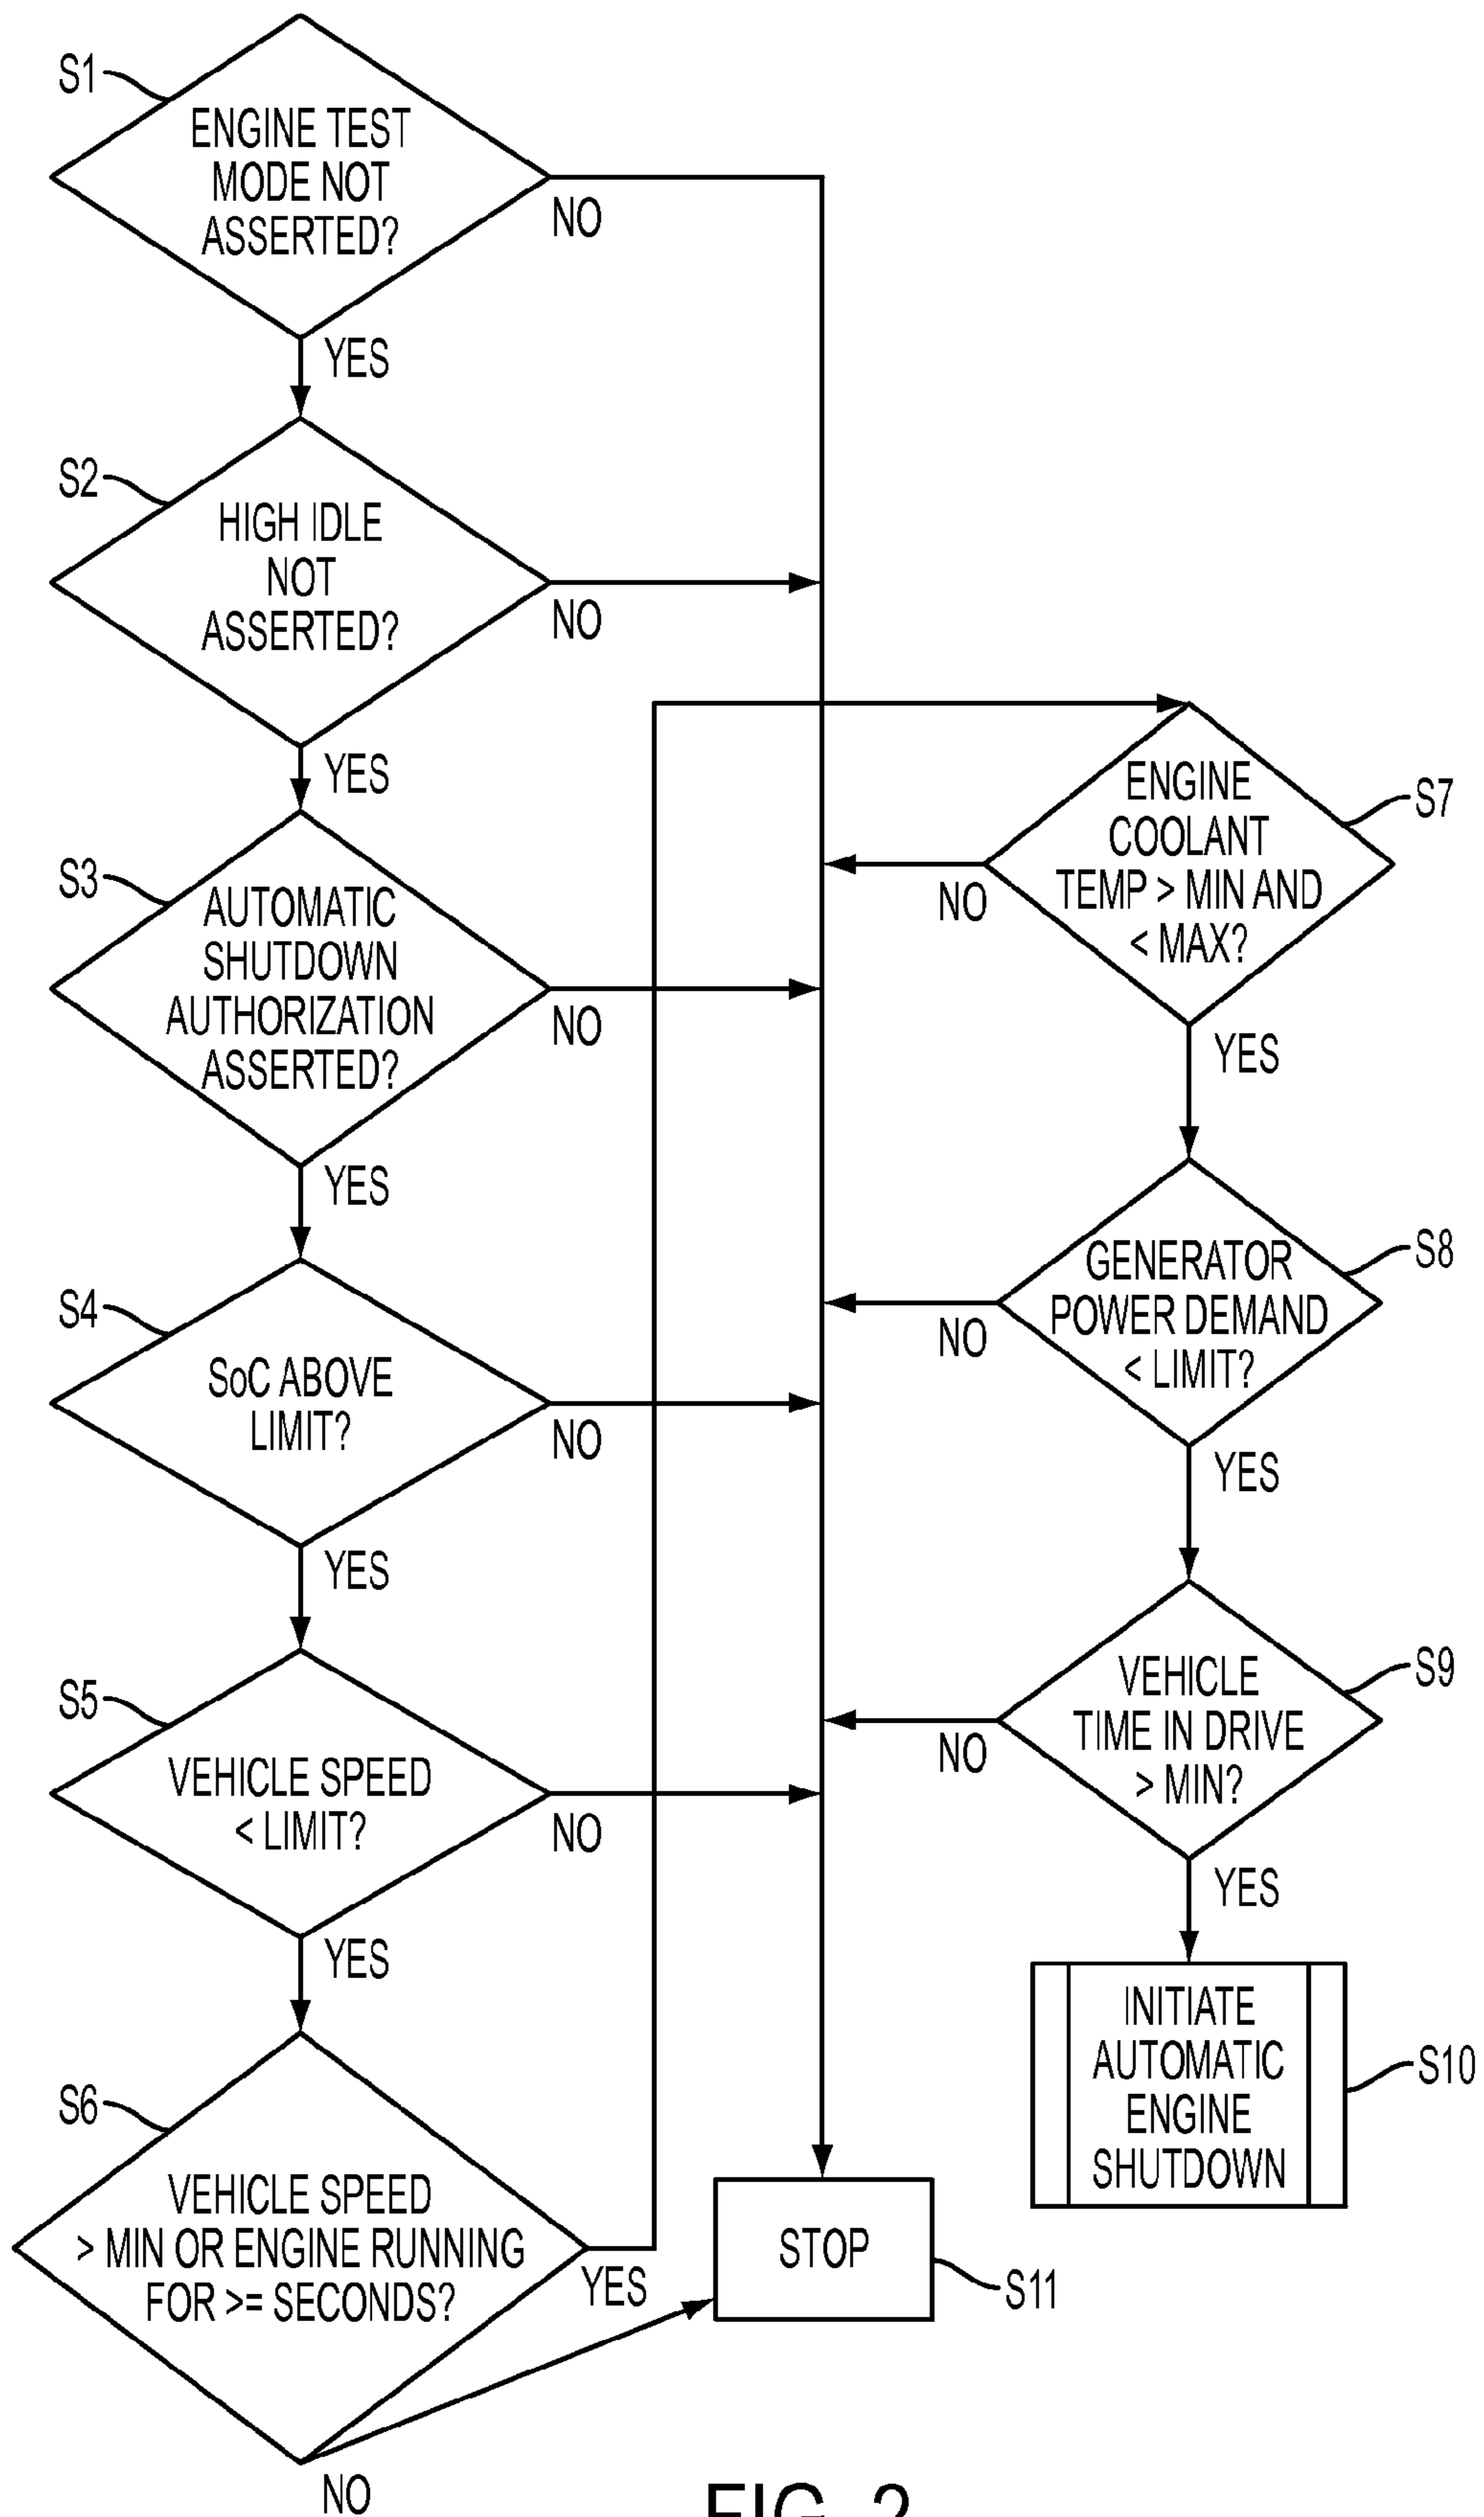 S1
ENGINE TEST
MODE NOT
ASSERTED?
NO
YES
S2
HIGH IDLE
NOT
ASSERTED?
NO
YES
S3
AUTOMATIC
SHUTDOWN
AUTHORIZATION
ASSERTED?
NO
YES
S4
SoC ABOVE
LIMIT?
NO
YES
S5
VEHICLE SPEED
< LIMIT?
NO
YES
S6
VEHICLE SPEED
> MIN OR ENGINE RUNNING
FOR >= SECONDS?
YES
NO
S7
ENGINE
COOLANT
TEMP > MIN AND
< MAX?
NO
YES
S8
GENERATOR
POWER DEMAND
< LIMIT?
NO
YES
S9
VEHICLE
TIME IN DRIVE
> MIN?
NO
YES
INITIATE
AUTOMATIC
ENGINE
SHUTDOWN
S10
STOP
S11
FIG. 2